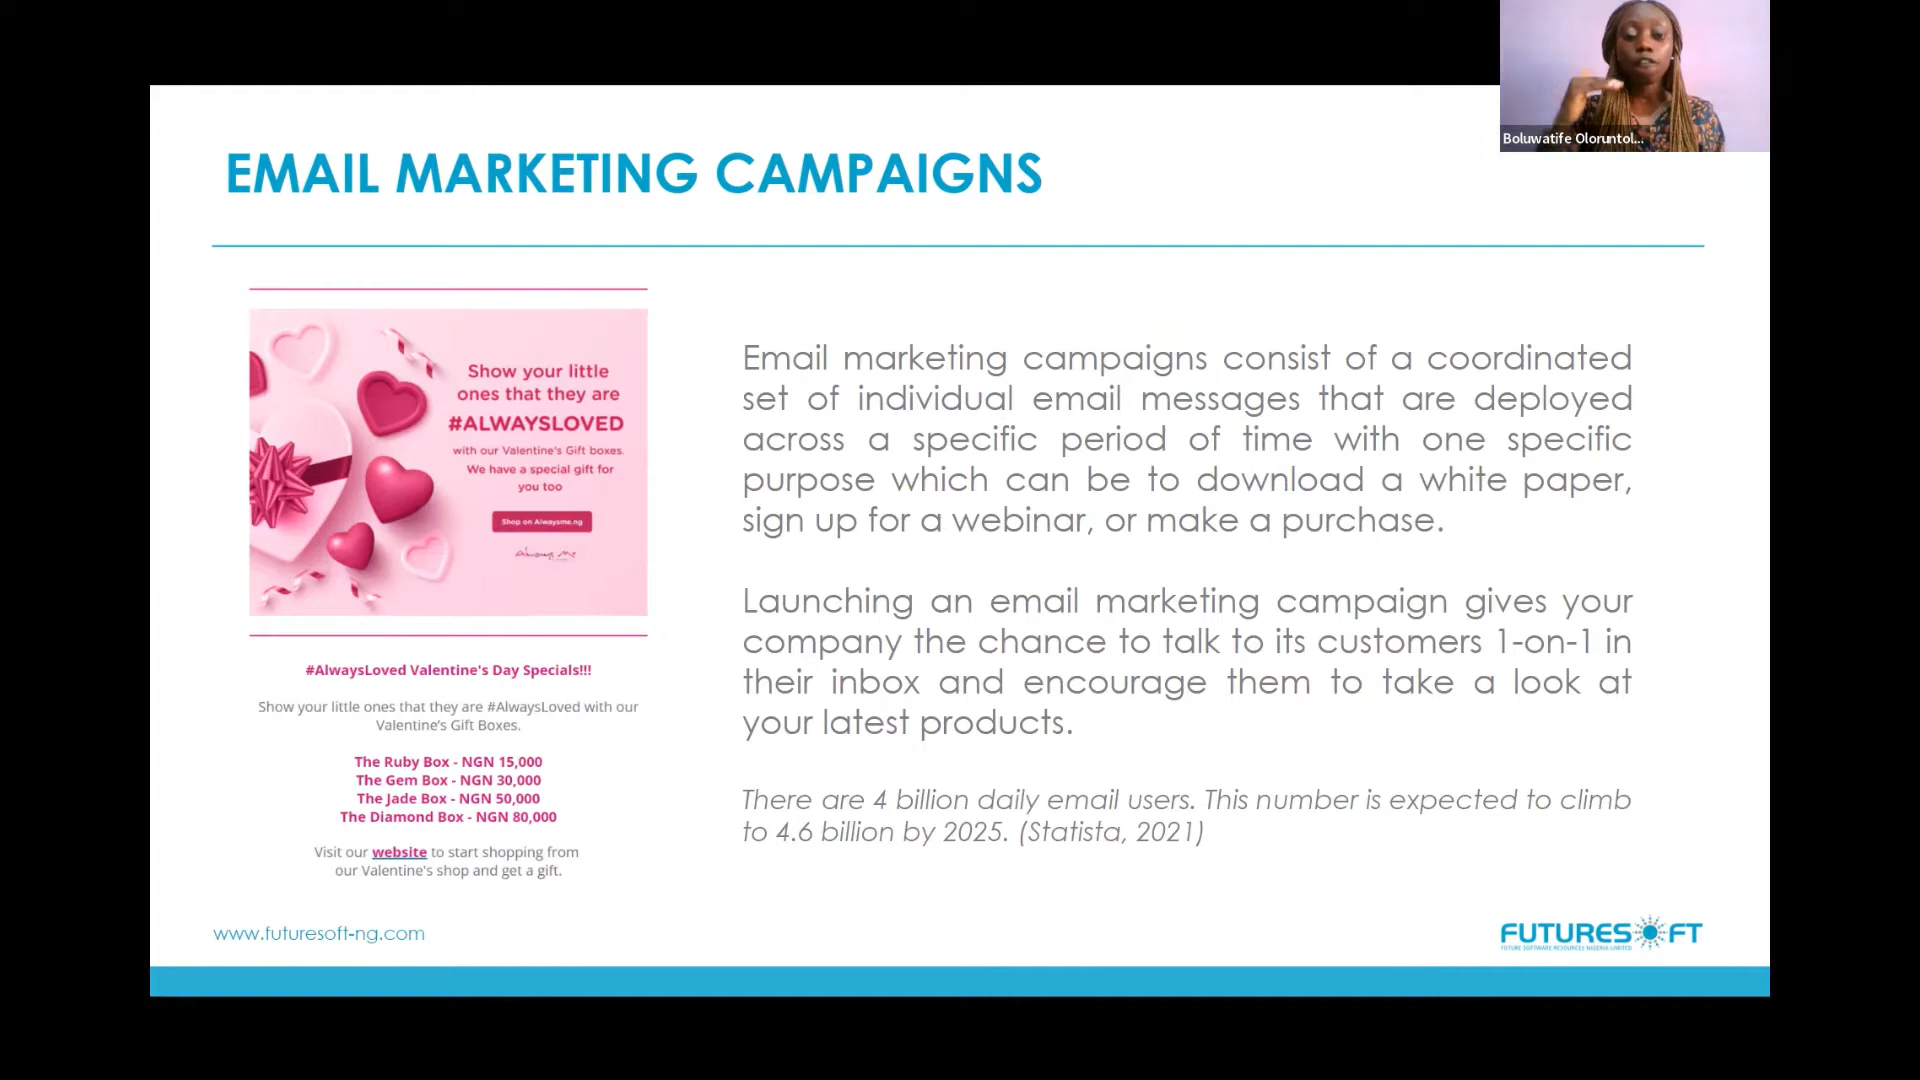 Boluwatife Oloruntol...
EMAIL MARKETING CAMPAIGNS
Show your little
ones that they are
#ALWAYSLOVED
with our Valentine's Gift boxes.
We have a special gift for
you too
Shop on Alwaysme.ng
Always Me
#AlwaysLoved Valentine's Day Specials!!!
Show your little ones that they are #AlwaysLoved with our
Valentine's Gift Boxes.
The Ruby Box - NGN 15,000
The Gem Box - NGN 30,000
The Jade Box - NGN 50,000
The Diamond Box - NGN 80,000
Visit our website to start shopping from
our Valentine's shop and get a gift.
Email marketing campaigns consist of a coordinated
set of individual email messages that are deployed
across a specific period of time with one specific
purpose which can be to download a white paper,
sign up for a webinar, or make a purchase.
Launching an email marketing campaign gives your
company the chance to talk to its customers 1-on-1 in
their inbox and encourage them to take a look at
your latest products.
There are 4 billion daily email users. This number is expected to climb
to 4.6 billion by 2025. (Statista, 2021)
www.futuresoft-ng.com
FUTURESOFT
FUTURE SOFTWARE RESOURCES NIGERIA LIMITED